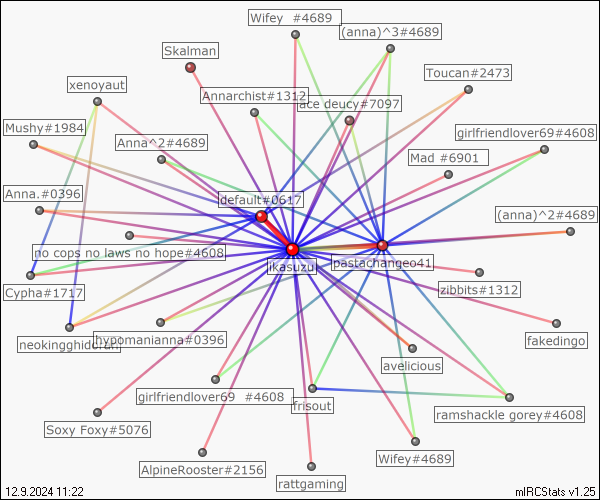 Wifey  #4689
(anna)^3#4689
Skalman
Toucan#2473
xenoyaut
Annarchist#1312
ace deucy#7097
Mushy#1984
girlfriendlover69#4608
Anna^2#4689
Mad #6901
Anna.#0396
default#0617
(anna)^2#4689
no cops no laws no hope#4608
pastachangeo41
ikasuzu
Cypha#1717
zibbits#1312
hypomanianna#0396
fakedingo
avelicious
girlfriendlover69  #4608
frisout
ramshackle gorey#4608
Soxy Foxy#5076
Wifey#4689
AlpineRooster#2156
rattgaming
12.9.2024 11:22
mIRCStats v1.25